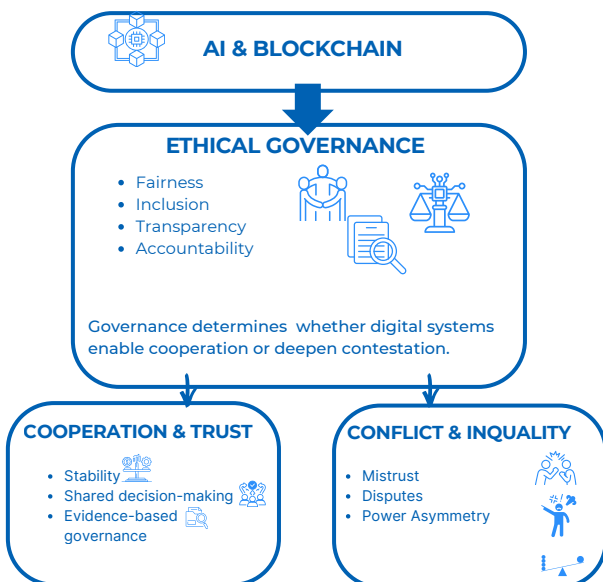 AI & BLOCKCHAIN
ETHICAL GOVERNANCE
• Fairness
• Inclusion
• Transparency
• Accountability
Governance determines whether digital systems
enable cooperation or deepen contestation.
COOPERATION & TRUST
• Stability
• Shared decision-making
• Evidence-based
governance
CONFLICT & INQUALITY
• Mistrust
• Disputes
• Power Asymmetry